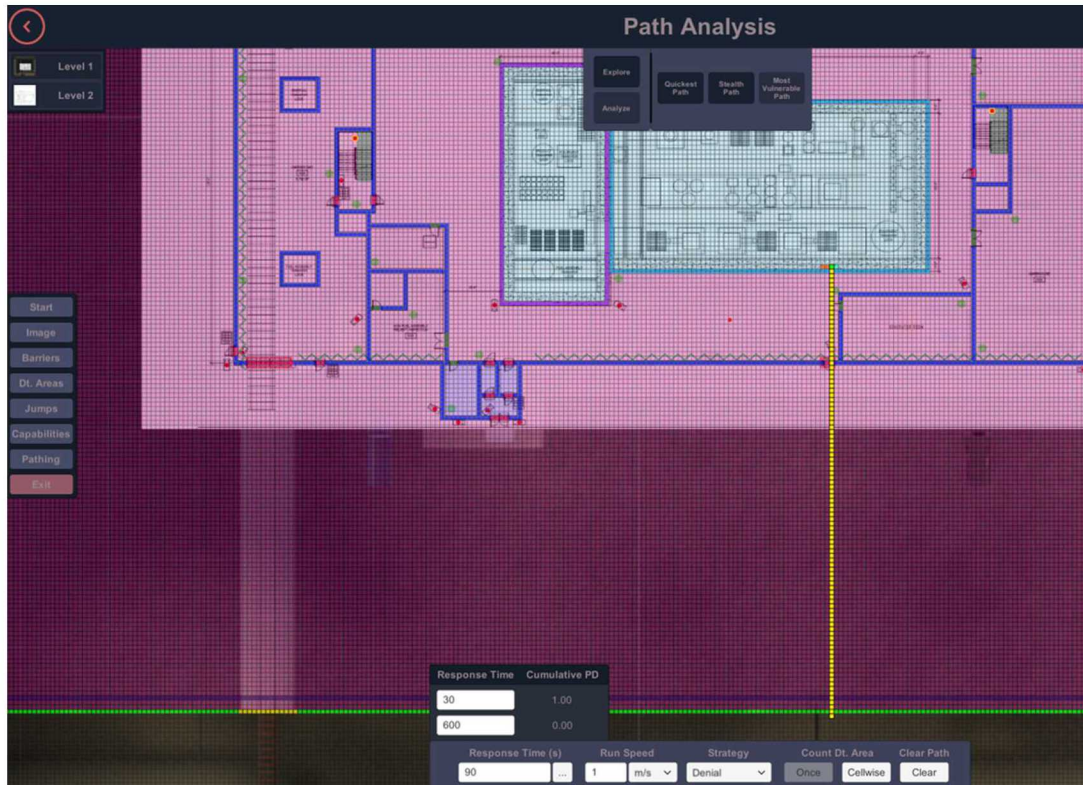 Path Analysis
Level 1
Level 2
Explore
Analyze
Quickest
Path
Stealth
Path
Most
Vulnerable
Path
Start
Image
Barriers
Dt. Areas
Jumps
Capabilities
Pathing
Exit
Response Time Cumulative PD
30 1.00
600 0.00
Response Time (s) Run Speed Strategy Count Dt. Area Clear Path
90 ... 1 m/s Denial Once Cellwise Clear